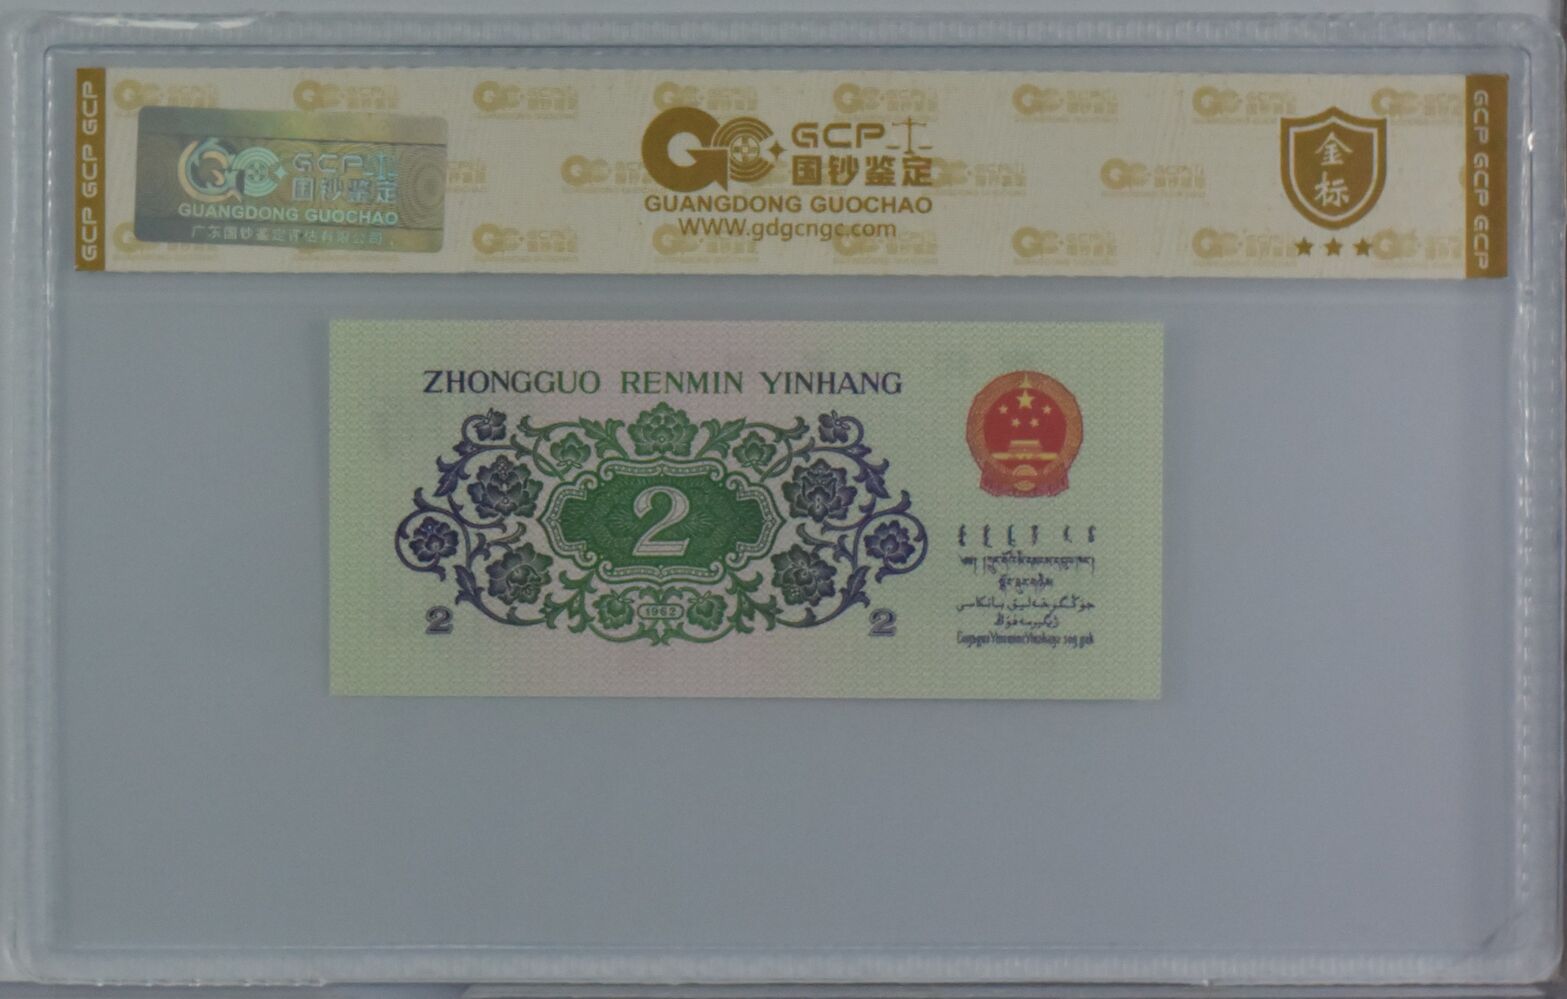 GCP GCP GCP
GCP
国钞鉴定
GUANGDONG GUOCHAO
广东国钞鉴定评估有限公司
GCP
国钞鉴定
GUANGDONG GUOCHAO
WWW.gdgcngc.com
金
标
GCP GCP GCP
ZHONGGUO RENMIN YINHANG
2
1962
2
2